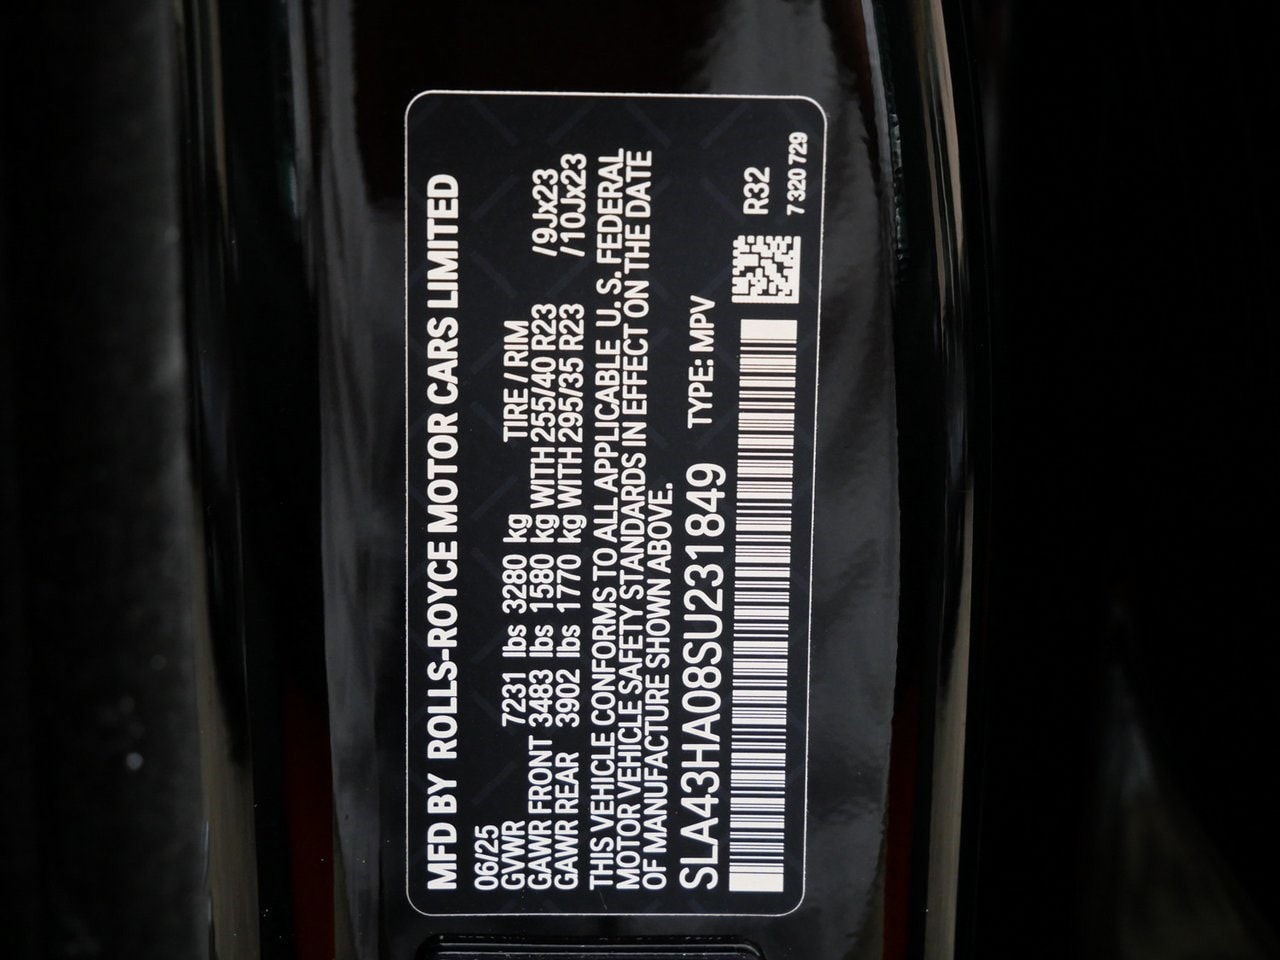 MFD BY ROLLS-ROYCE MOTOR CARS LIMITED
06/25
GVWR 7231 lbs 3280 kg TIRE / RIM
GAWR FRONT 3483 lbs 1580 kg WITH 255/40 R23 /9Jx23
GAWR REAR 3902 lbs 1770 kg WITH 295/35 R23 /10Jx23
THIS VEHICLE CONFORMS TO ALL APPLICABLE U. S. FEDERAL
MOTOR VEHICLE SAFETY STANDARDS IN EFFECT ON THE DATE
OF MANUFACTURE SHOWN ABOVE.
SLA43HA08SU231849 TYPE: MPV
R32
7 320 729